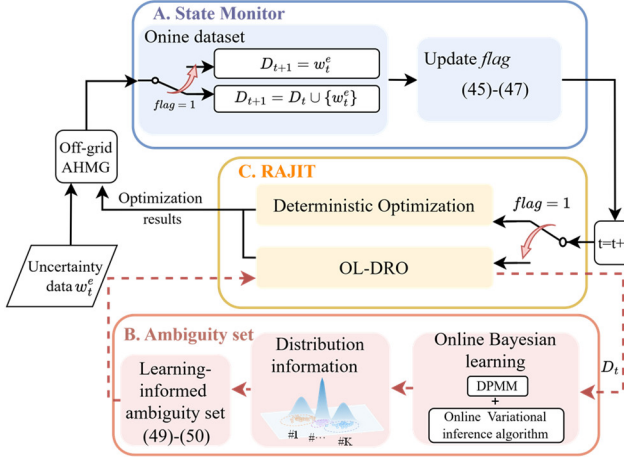 A. State Monitor
Onine dataset
D_{t+1} = w_t^e
flag = 1
D_{t+1} = D_t ∪ {w_t^e}
Update flag
(45)-(47)
Off-grid
AHMG
Optimization
results
C. RAJIT
Deterministic Optimization
OL-DRO
flag = 1
t=t+
Uncertainty
data w_t^e
B. Ambiguity set
Learning-
informed
ambiguity set
(49)-(50)
Distribution
information
#1
#···
#K
Online Bayesian
learning
DPMM
+
Online Variational
inference algorithm
D_t